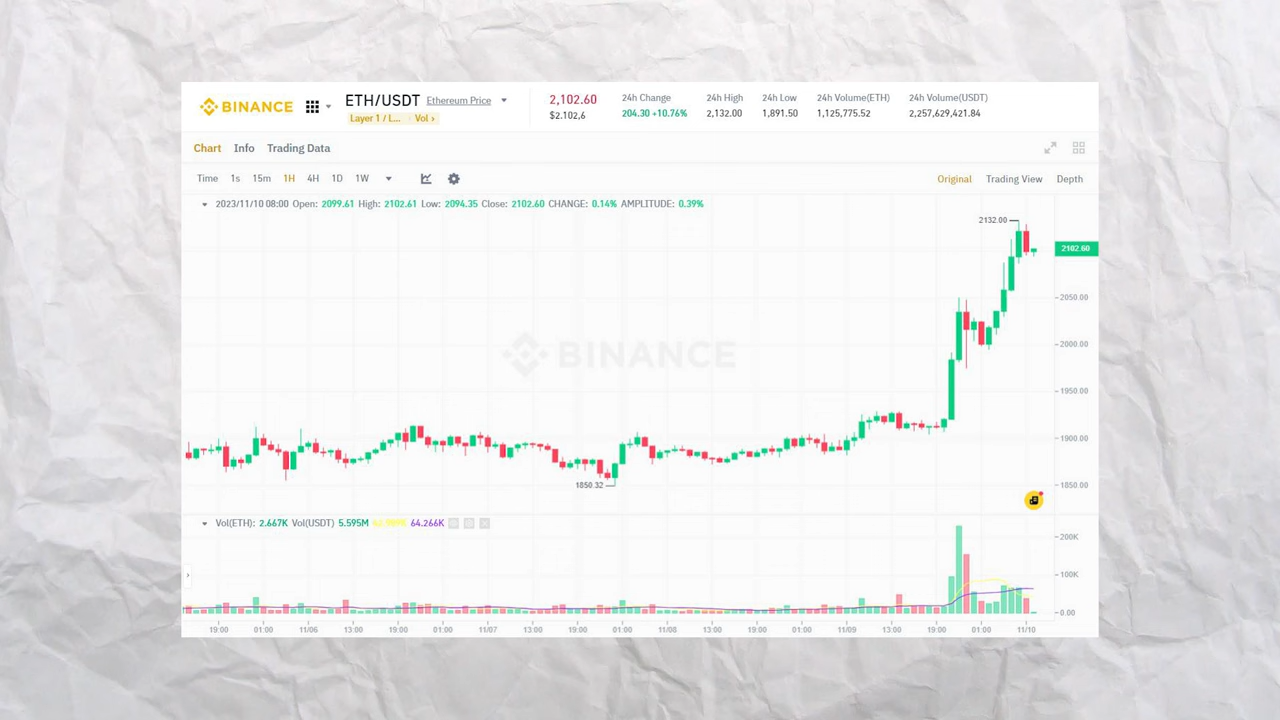 BINANCE
ETH/USDT Ethereum Price
Layer 1 / L... Vol ›
2,102.60
$2.102,6
24h Change
204.30 +10.76%
24h High
2,132.00
24h Low
1,891.50
24h Volume(ETH)
1,125,775.52
24h Volume(USDT)
2,257,629,421.84
Chart Info Trading Data
Time 1s 15m 1H 4H 1D 1W
Original Trading View Depth
2023/11/10 08:00 Open: 2099.61 High: 2102.61 Low: 2094.35 Close: 2102.60 CHANGE: 0.14% AMPLITUDE: 0.39%
2132.00
2102.60
2050.00
2000.00
BINANCE
1950.00
1900.00
1850.32
1850.00
Vol(ETH): 2.667K Vol(USDT) 5.595M 64.266K
200K
100K
0.00
19:00 01:00 11/06 13:00 19:00 01:00 11/07 13:00 19:00 01:00 11/08 13:00 19:00 01:00 11/09 13:00 19:00 01:00 11/10